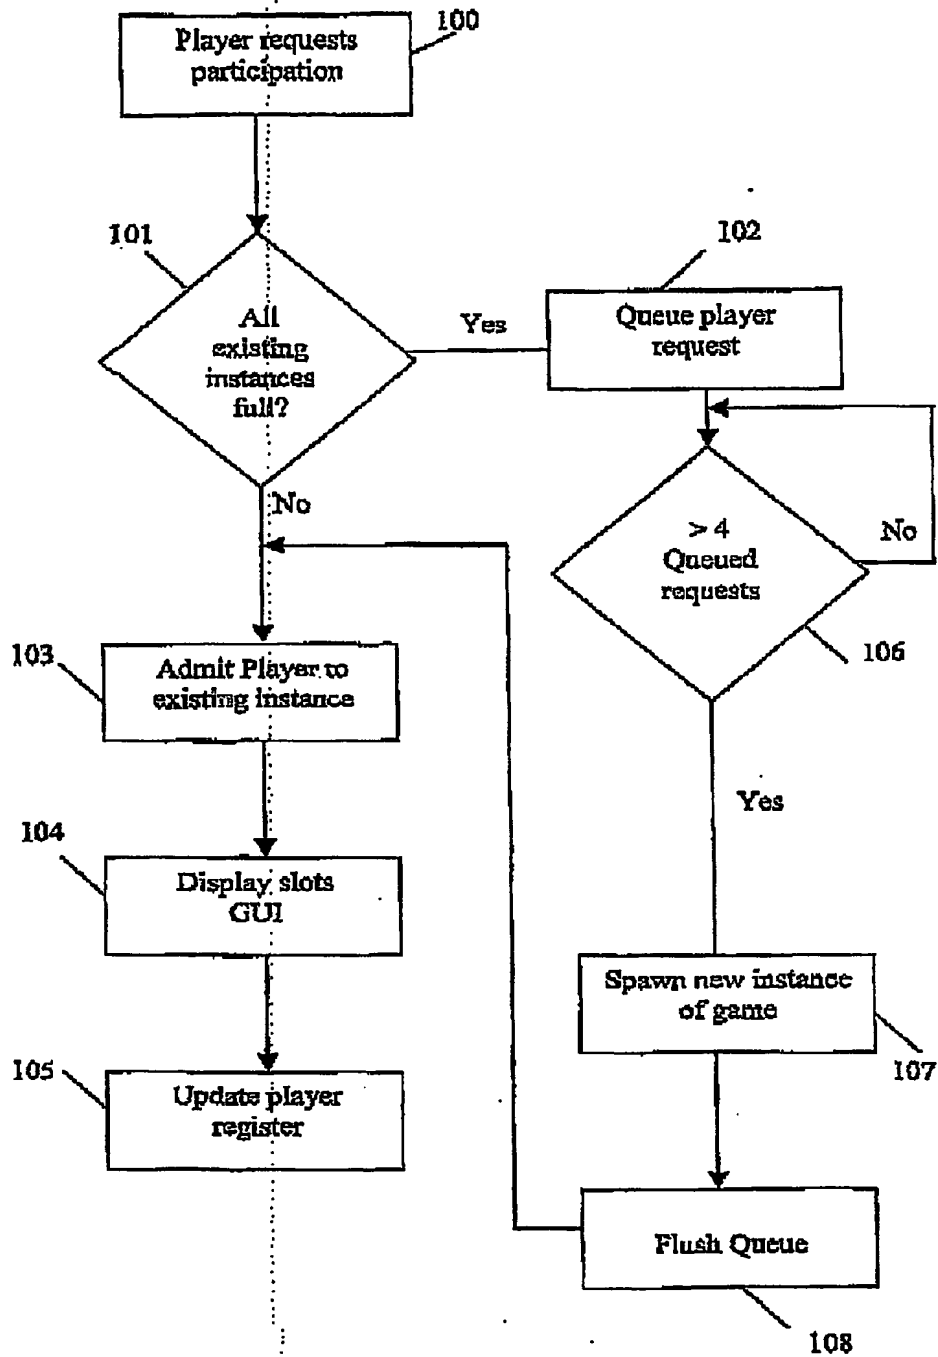 Player requests
participation
100
101
All
existing
instances
full?
Yes
102
Queue player
request
No
> 4
Queued
requests
No
106
103
Admit Player to
existing instance
Yes
104
Display slots
GUI
Spawn new instance
of game
107
105
Update player
register
Flush Queue
108